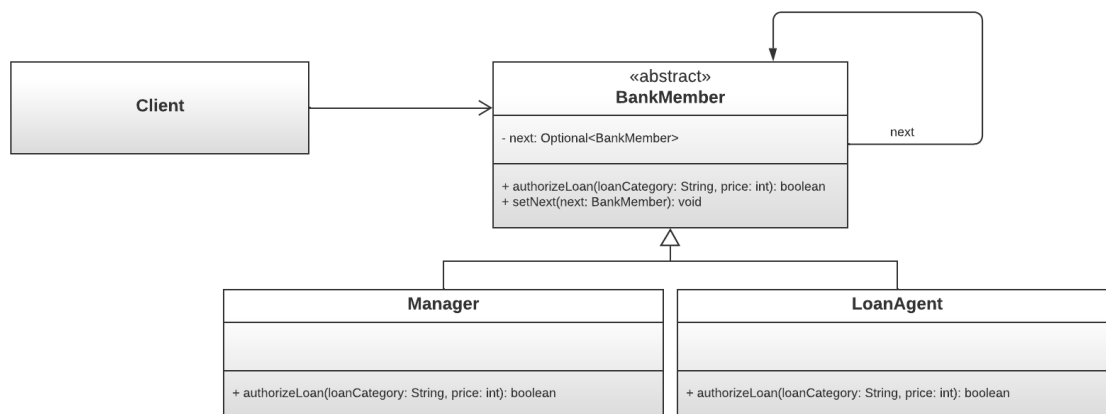 Client
«abstract»
BankMember
- next: Optional<BankMember>
next
+ authorizeLoan(loanCategory: String, price: int): boolean
+ setNext(next: BankMember): void
Manager
+ authorizeLoan(loanCategory: String, price: int): boolean
LoanAgent
+ authorizeLoan(loanCategory: String, price: int): boolean